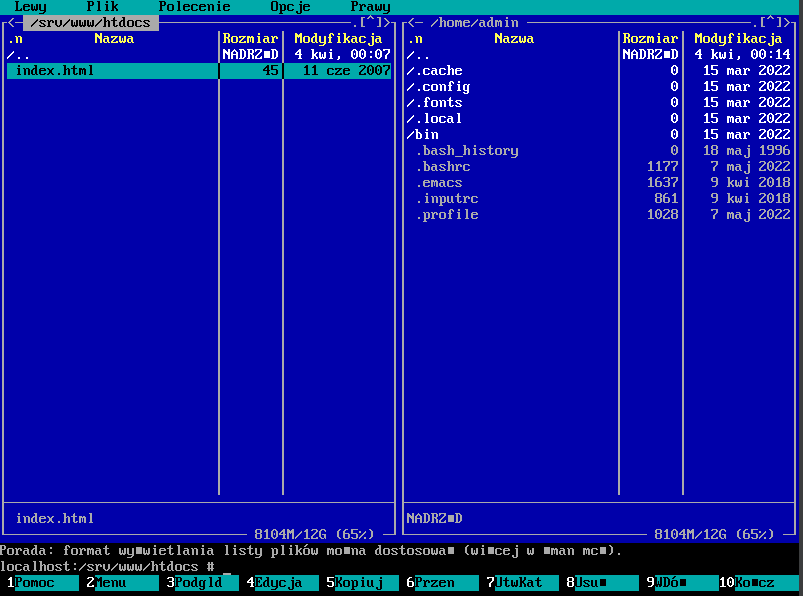 Lewy Plik Polecenie Opcje Prawy
<─ /srv/www/htdocs ─.[^]>
.n Nazwa Rozmiar Modyfikacja
/.. NADRZ■D 4 kwi, 00:07
index.html 45 11 cze 2007
index.html
8104M/12G (65%)
<─ /home/admin ─.[^]>
.n Nazwa Rozmiar Modyfikacja
/.. NADRZ■D 4 kwi, 00:14
/.cache 0 15 mar 2022
/.config 0 15 mar 2022
/.fonts 0 15 mar 2022
/.local 0 15 mar 2022
/bin 0 15 mar 2022
.bash_history 0 18 maj 1996
.bashrc 1177 7 maj 2022
.emacs 1637 9 kwi 2018
.inputrc 861 9 kwi 2018
.profile 1028 7 maj 2022
NADRZ■D
8104M/12G (65%)
Porada: format wy■wietlania listy plików mo■na dostosowa■ (wi■cej w ■man mc■).
localhost:/srv/www/htdocs # _
1Pomoc 2Menu 3Podgld 4Edycja 5Kopiuj 6Przen 7UtwKat 8Usu■ 9WDó■ 10Ko■cz